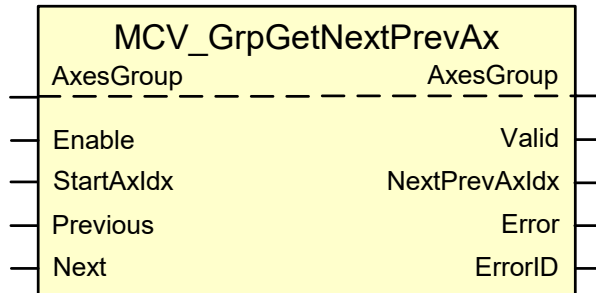 MCV_GrpGetNextPrevAx
AxesGroup AxesGroup
Enable Valid
StartAxIdx NextPrevAxIdx
Previous Error
Next ErrorID